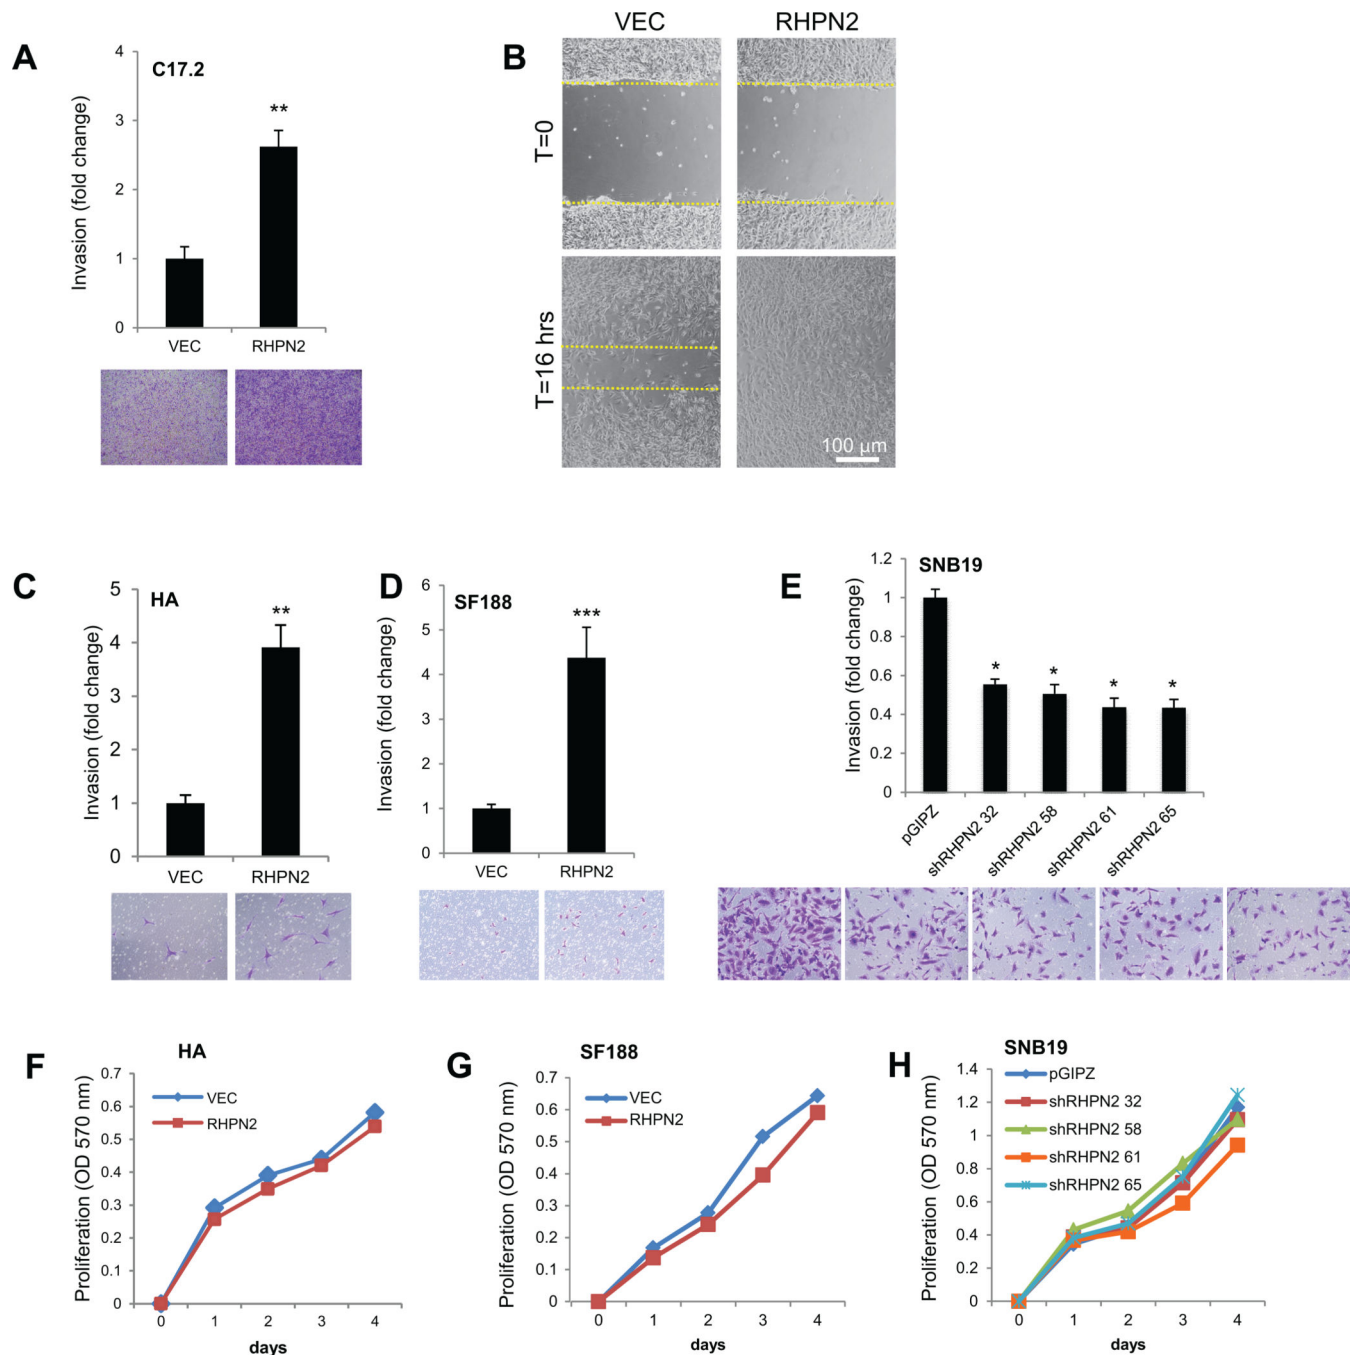 A
C17.2
Invasion (fold change)
4
3
2
1
0
**
VEC
RHPN2
B
VEC
RHPN2
T=0
T=16 hrs
100 µm
C
HA
Invasion (fold change)
5
4
3
2
1
0
**
VEC
RHPN2
D
SF188
Invasion (fold change)
6
5
4
3
2
1
0
***
VEC
RHPN2
E
SNB19
Invasion (fold change)
1.2
1
0.8
0.6
0.4
0.2
0
*
*
*
*
pGIPZ
shRHPN2 32
shRHPN2 58
shRHPN2 61
shRHPN2 65
F
HA
Proliferation (OD 570 nm)
0.7
0.6
0.5
0.4
0.3
0.2
0.1
0
VEC
RHPN2
0 1 2 3 4
days
G
SF188
Proliferation (OD 570 nm)
0.7
0.6
0.5
0.4
0.3
0.2
0.1
0
VEC
RHPN2
0 1 2 3 4
days
H
SNB19
Proliferation (OD 570 nm)
1.4
1.2
1
0.8
0.6
0.4
0.2
0
pGIPZ
shRHPN2 32
shRHPN2 58
shRHPN2 61
shRHPN2 65
0 1 2 3 4
days